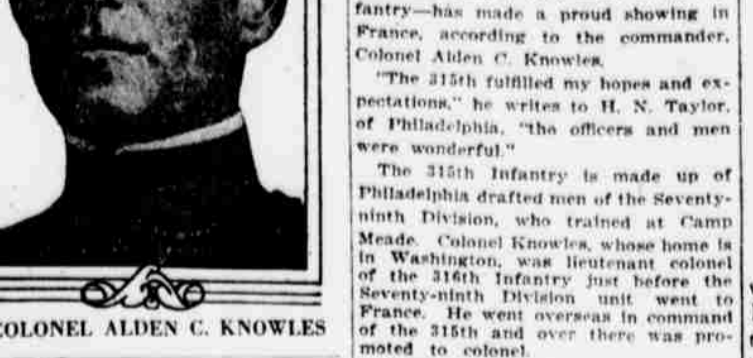 fantry—has made a proud showing in
France, according to the commander,
Colonel Alden C. Knowles.
"The 315th fulfilled my hopes and ex-
pectations," he writes to H. N. Taylor,
of Philadelphia, "the officers and men
were wonderful."
The 315th Infantry is made up of
Philadelphia drafted men of the Seventy-
ninth Division, who trained at Camp
Meade. Colonel Knowles, whose home is
in Washington, was lieutenant colonel
of the 316th Infantry just before the
Seventy-ninth Division unit went to
France. He went overseas in command
of the 315th and over there was pro-
moted to colonel.
COLONEL ALDEN C. KNOWLES